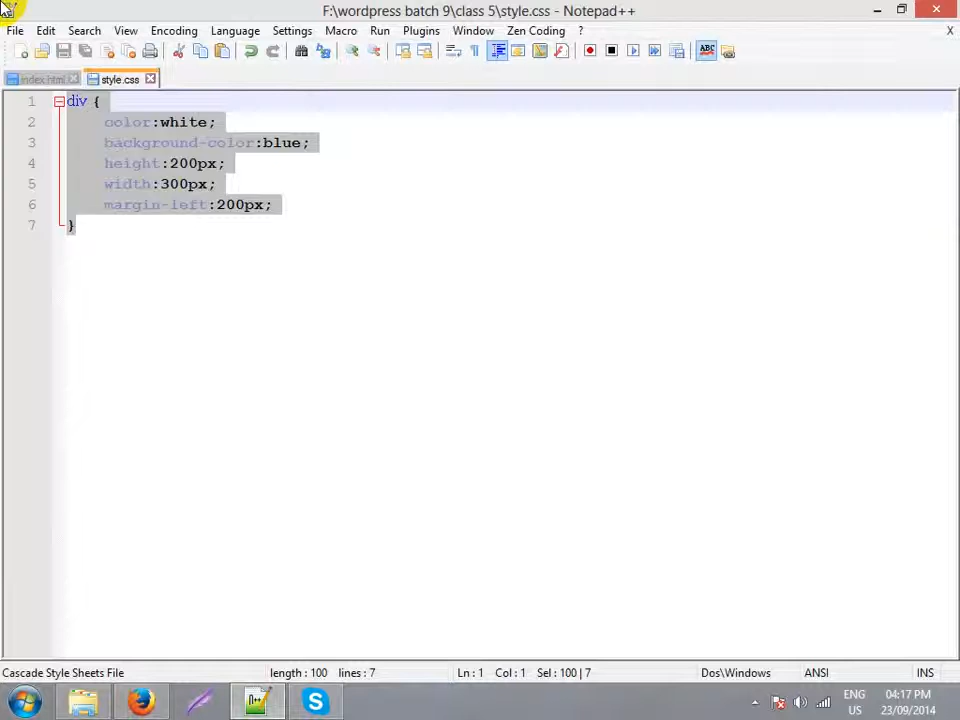 F:\wordpress batch 9\class 5\style.css - Notepad++
File Edit Search View Encoding Language Settings Macro Run Plugins Window Zen Coding ? X
index.html style.css
1 div {
2 color:white;
3 background-color:blue;
4 height:200px;
5 width:300px;
6 margin-left:200px;
7 }
Cascade Style Sheets File length : 100 lines : 7 Ln : 1 Col : 1 Sel : 100 | 7 Dos\Windows ANSI INS
ENG 04:17 PM
US 23/09/2014